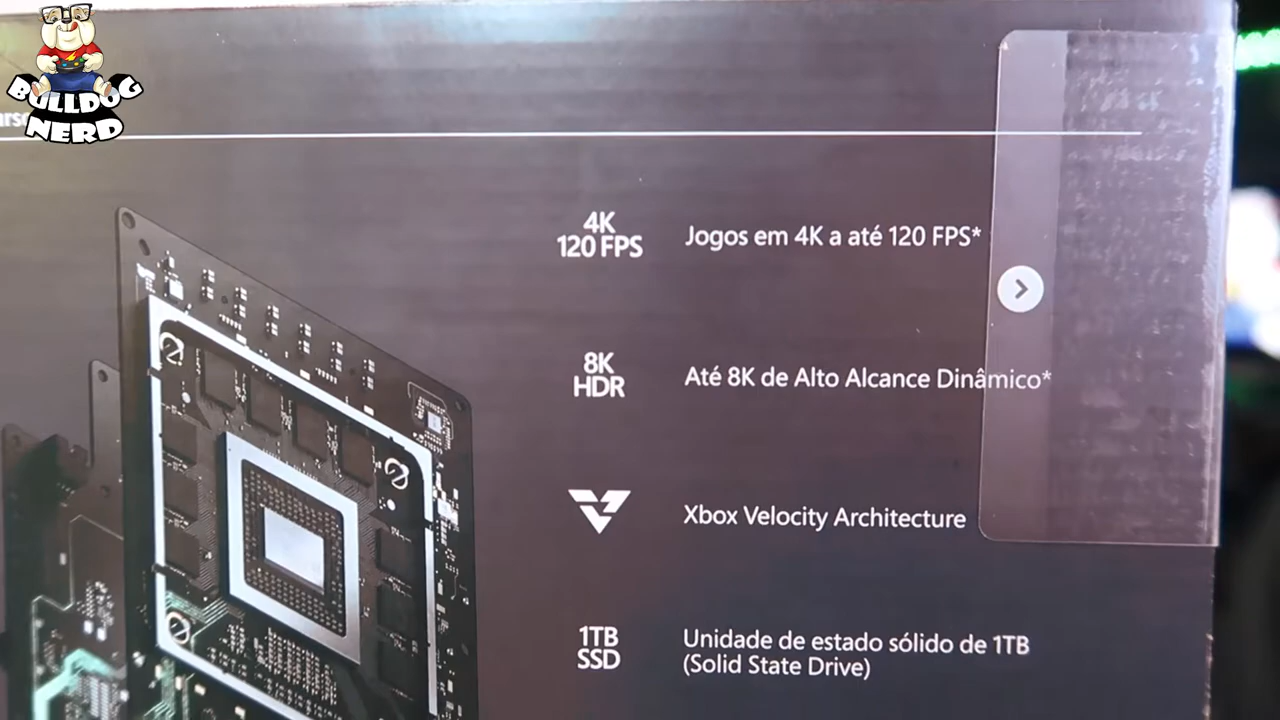 BULLDOG
NERD
4K
120 FPS
Jogos em 4K a até 120 FPS*
8K
HDR
Até 8K de Alto Alcance Dinâmico*
Xbox Velocity Architecture
1TB
SSD
Unidade de estado sólido de 1TB
(Solid State Drive)